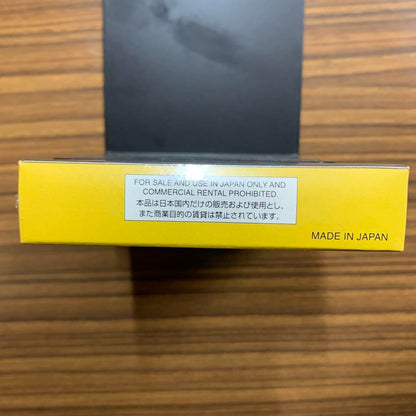 FOR SALE AND USE IN JAPAN ONLY AND
COMMERCIAL RENTAL PROHIBITED.
本品は日本国内だけの販売および使用とし、
また商業目的の賃貸は禁止されています。
MADE IN JAPAN